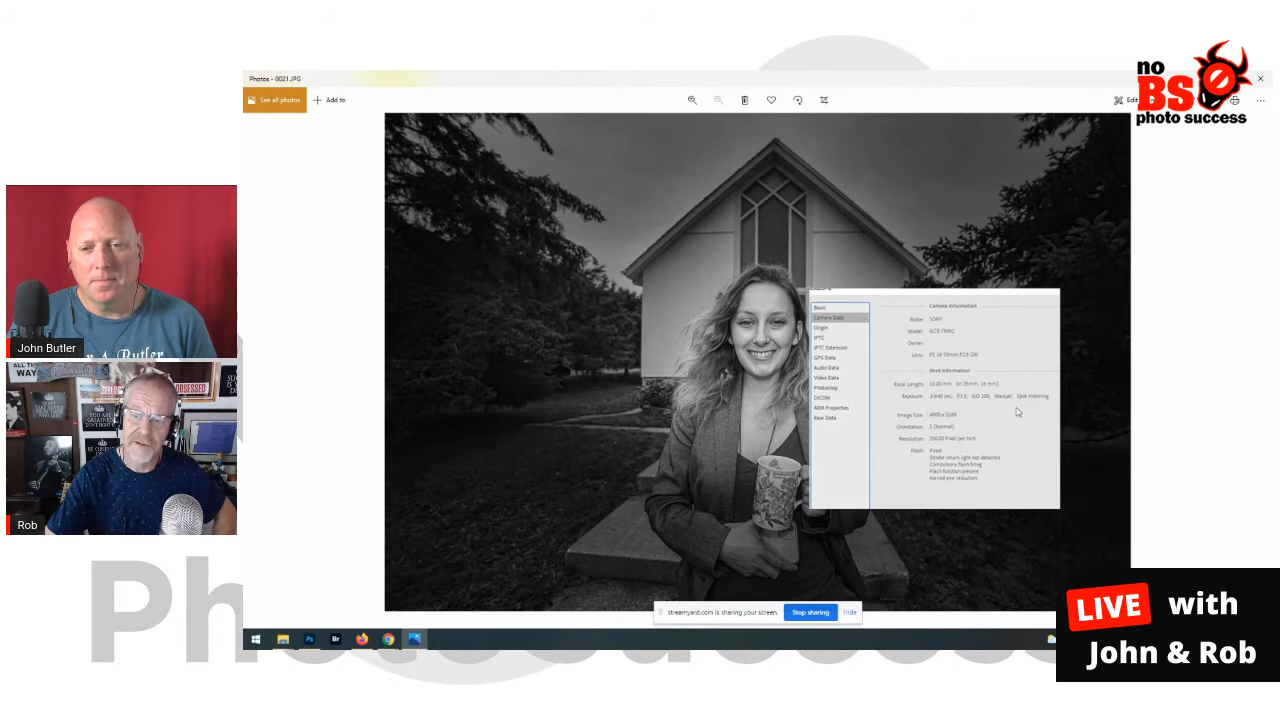 Photos - 0021.JPG
See all photos
Add to
Edit
no
BS
photo success
John Butler
Rob
Basic
Camera Data
Origin
IPTC
IPTC Extension
GPS Data
Audio Data
Video Data
Photoshop
DICOM
AEM Properties
Raw Data
Camera Information
Make: SONY
Model: ILCE-7RM2
Owner:
Lens: FE 16-35mm F2.8 GM
Shot Information
Focal Length: 16.00 mm (in 35mm: 16 mm)
Exposure: 1/640 sec; ISO 100; Manual; Spot metering
Image Size: 4905 x 3269
Orientation: 1 (Normal)
Resolution: Pixel per Inch
Flash: Fired
Strobe return light not detected
Compulsory flash firing
Flash function present
No red eye reduction
streamyard.com is sharing your screen.
Stop sharing
Hide
Ps
Br
LIVE with
John & Rob